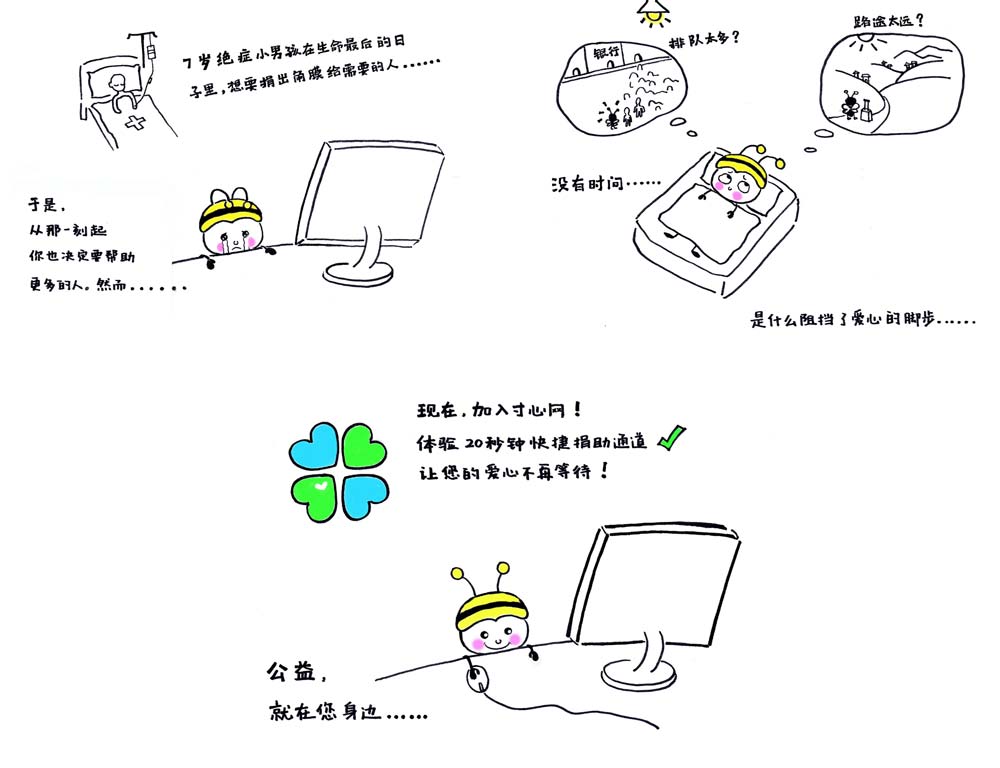 7岁绝症小男孩在生命最后的日
子里，想要捐出角膜给需要的人......
于是，
从那一刻起
你也决定要帮助
更多的人。然而......
银行
排队太多？
路途太远？
没有时间......
是什么阻挡了爱心的脚步......
现在，加入寸心网！
体验20秒钟快捷捐助通道
让您的爱心不再等待！
公益，
就在您身边......